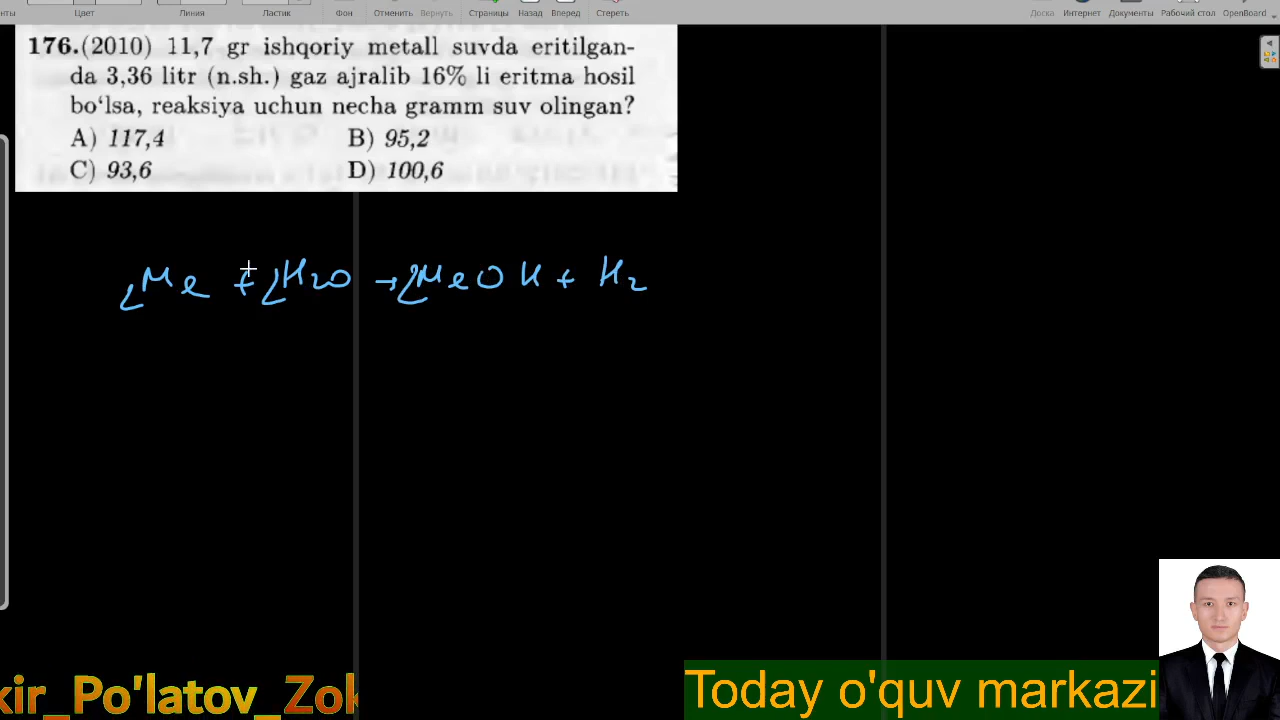 нты
Цвет
Линия
Ластик
Фон
Отменить
Вернуть
Страницы
Назад
Вперед
Стереть
Доска
Интернет
Документы
Рабочий стол
OpenBoard
176.(2010) 11,7 gr ishqoriy metall suvda eritilgan-
da 3,36 litr (n.sh.) gaz ajralib 16% li eritma hosil
bo‘lsa, reaksiya uchun necha gramm suv olingan?
A) 117,4 B) 95,2
C) 93,6 D) 100,6
2Me + 2H2O → 2MeOH + H2
kir_Po'latov_Zok
Today o'quv markazi